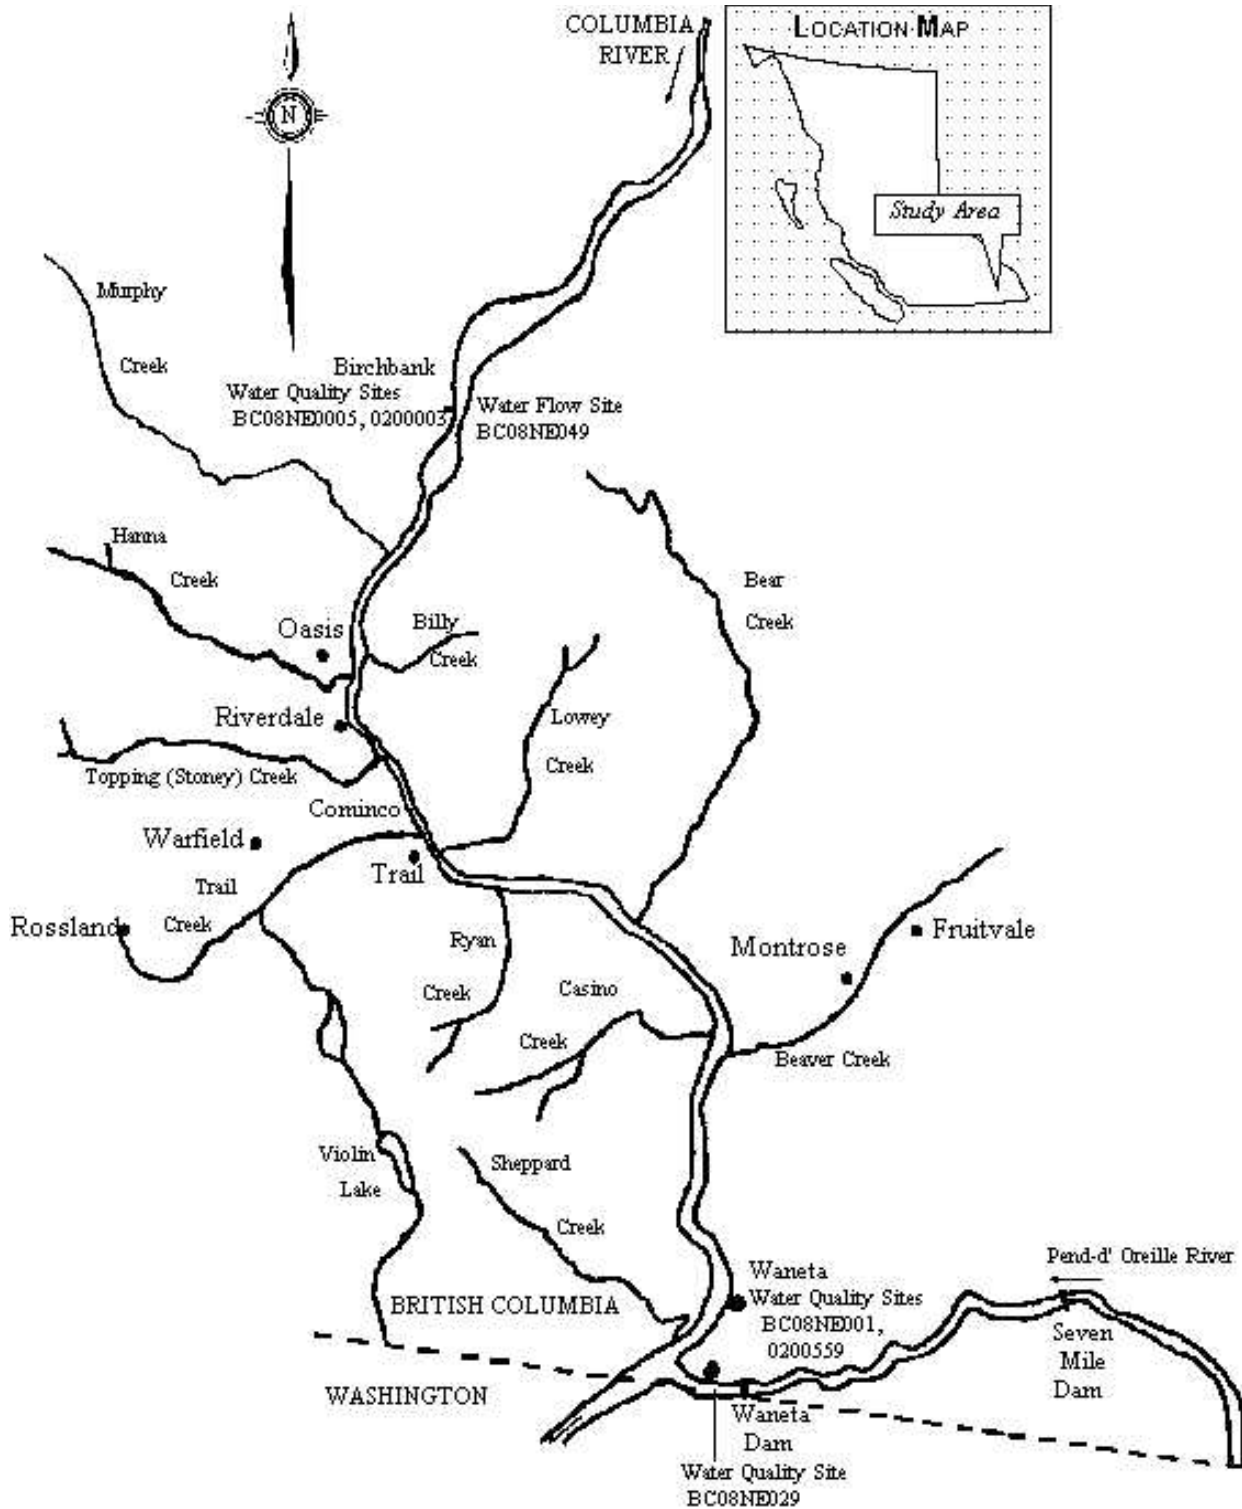 COLUMBIA
RIVER
LOCATION MAP
N
Study Area
Murphy
Creek
Birchbank
Water Quality Sites
BC08NE0005, 0200003
Water Flow Site
BC08NE049
Hanna
Creek
Bear
Creek
Oasis
Billy
Creek
Riverdale
Lowey
Creek
Topping (Stoney) Creek
Cominco
Warfield
Trail
Trail
Creek
Rossland
Ryan
Creek
Montrose
Fruitvale
Casino
Creek
Beaver Creek
Violin
Lake
Sheppard
Creek
Pend-d' Oreille River
Waneta
Water Quality Sites
BC08NE001,
0200559
BRITISH COLUMBIA
Seven
Mile
Dam
WASHINGTON
Waneta
Dam
Water Quality Site
BC08NE029